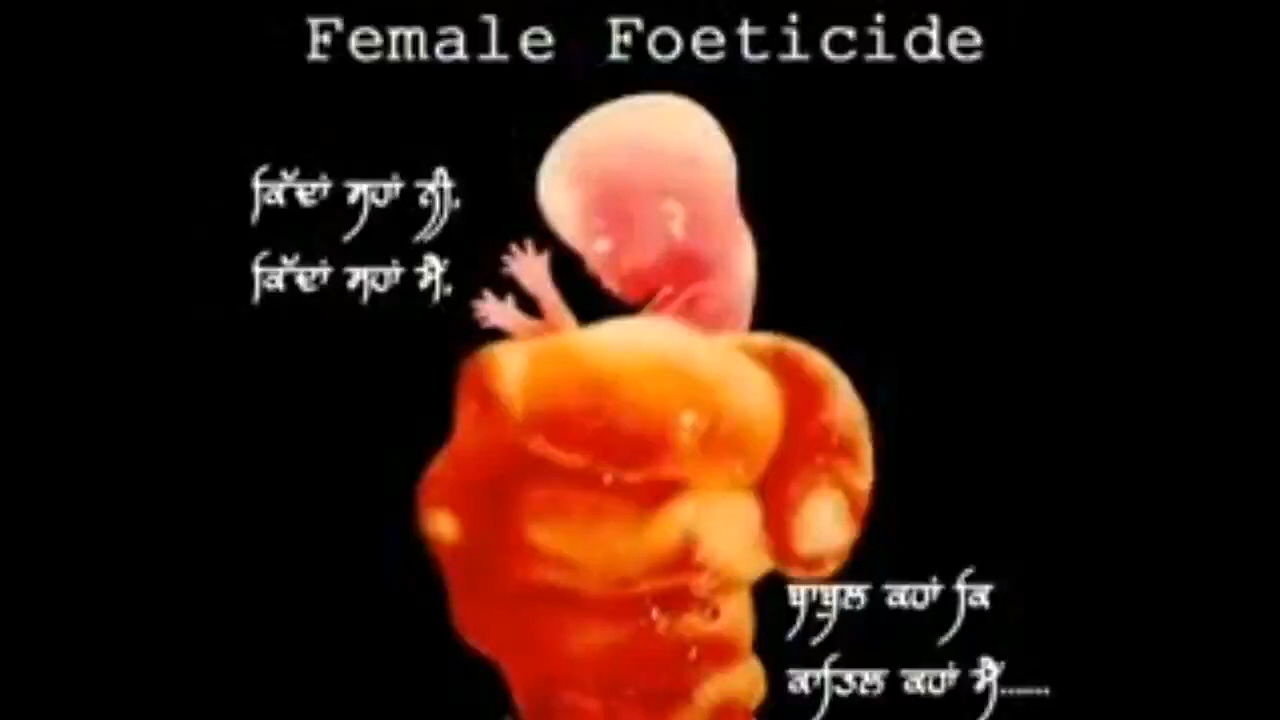 Female Foeticide
ਕਿੱਦਾਂ ਸਹਾਂ ਨੀ,
ਕਿੱਦਾਂ ਸਹਾਂ ਮੈਂ,
ਬਾਬੁਲ ਕਹਾਂ ਕਿ
ਕਾਤਿਲ ਕਹਾਂ ਮੈਂ......